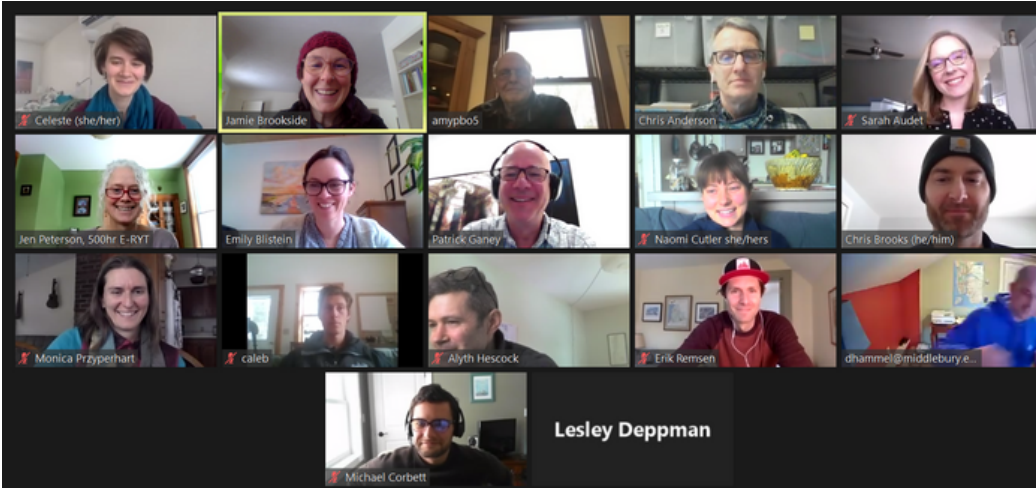 Celeste (she/her)
Jamie Brookside
amypbo5
Chris Anderson
Sarah Audet
Jen Peterson, 500hr E-RYT
Emily Blistein
Patrick Ganey
Naomi Cutler she/hers
Chris Brooks (he/him)
Monica Przyperhart
caleb
Alyth Hescock
Erik Remsen
dhammel@middlebury.e...
Michael Corbett
Lesley Deppman